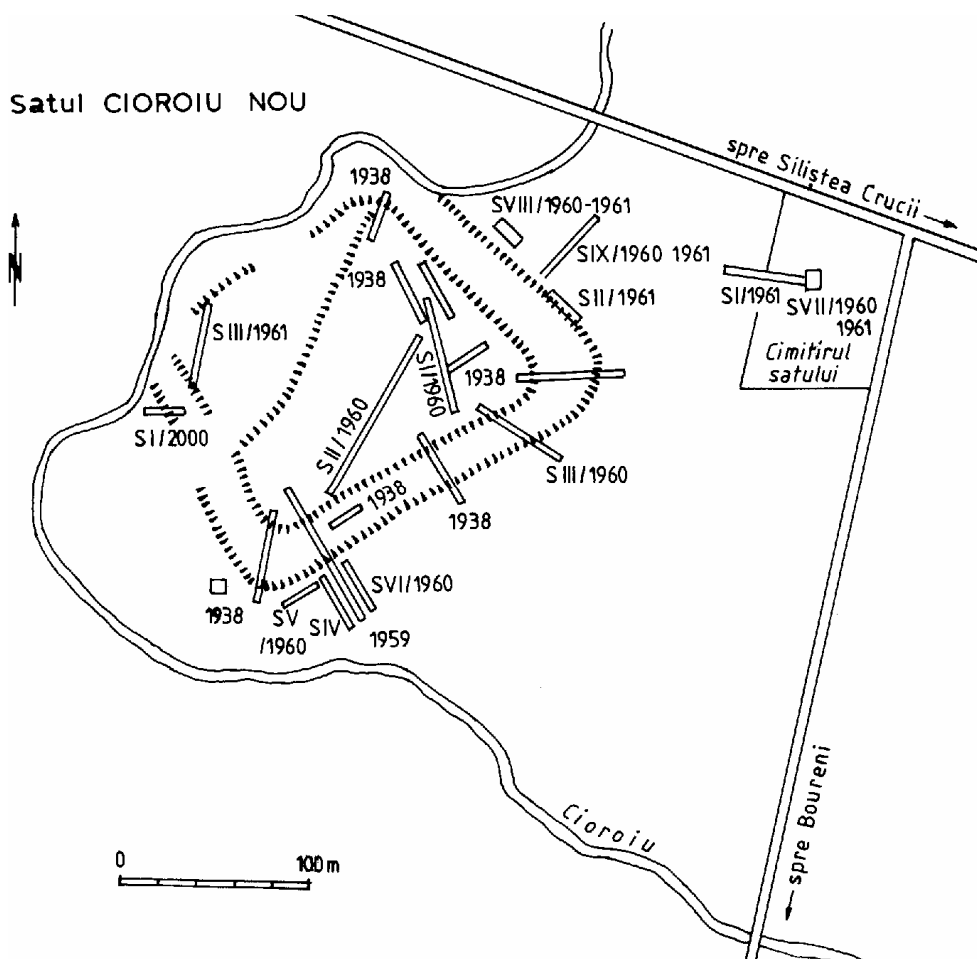 Satul CIOROIU NOU
spre Siliștea Crucii
1938
SVIII/1960-1961
SIX/1960 1961
1938
SII/1961
SI/1961
SVII/1960
1961
SIII/1961
Cimitirul
satului
SI/1960
1938
SII/1960
SI/2000
SIII/1960
1938
1938
SVI/1960
1938
SV
/1960
SIV
1959
N
Cioroiu
spre Boureni
0
100m